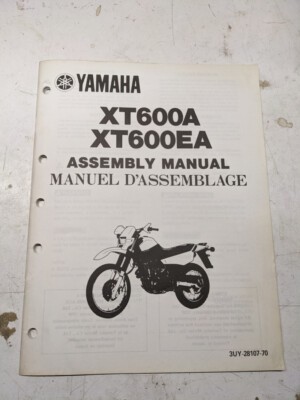 YAMAHA
XT600A
XT600EA
ASSEMBLY MANUAL
MANUEL D'ASSEMBLAGE
3UY-28107-70